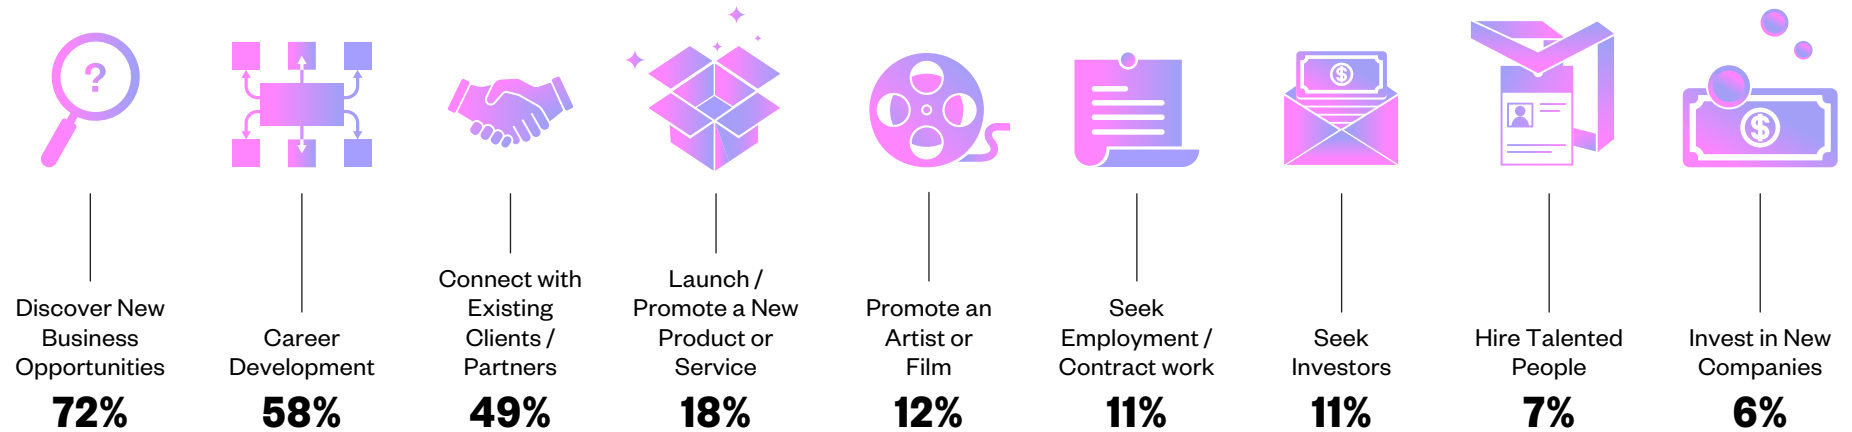 ?
$
$
Discover New
Business
Opportunities
72%
Career
Development
58%
Connect with
Existing
Clients /
Partners
49%
Launch /
Promote a New
Product or
Service
18%
Promote an
Artist or
Film
12%
Seek
Employment /
Contract work
11%
Seek
Investors
11%
Hire Talented
People
7%
Invest in New
Companies
6%